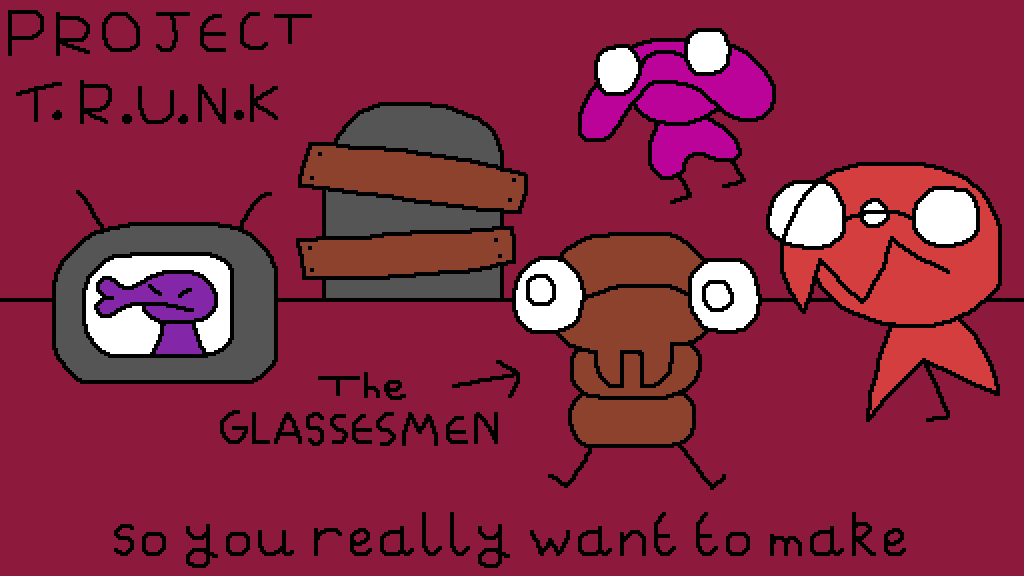 PROJECT
T.R.U.N.K
The
GLASSESMEN
so you really want to make